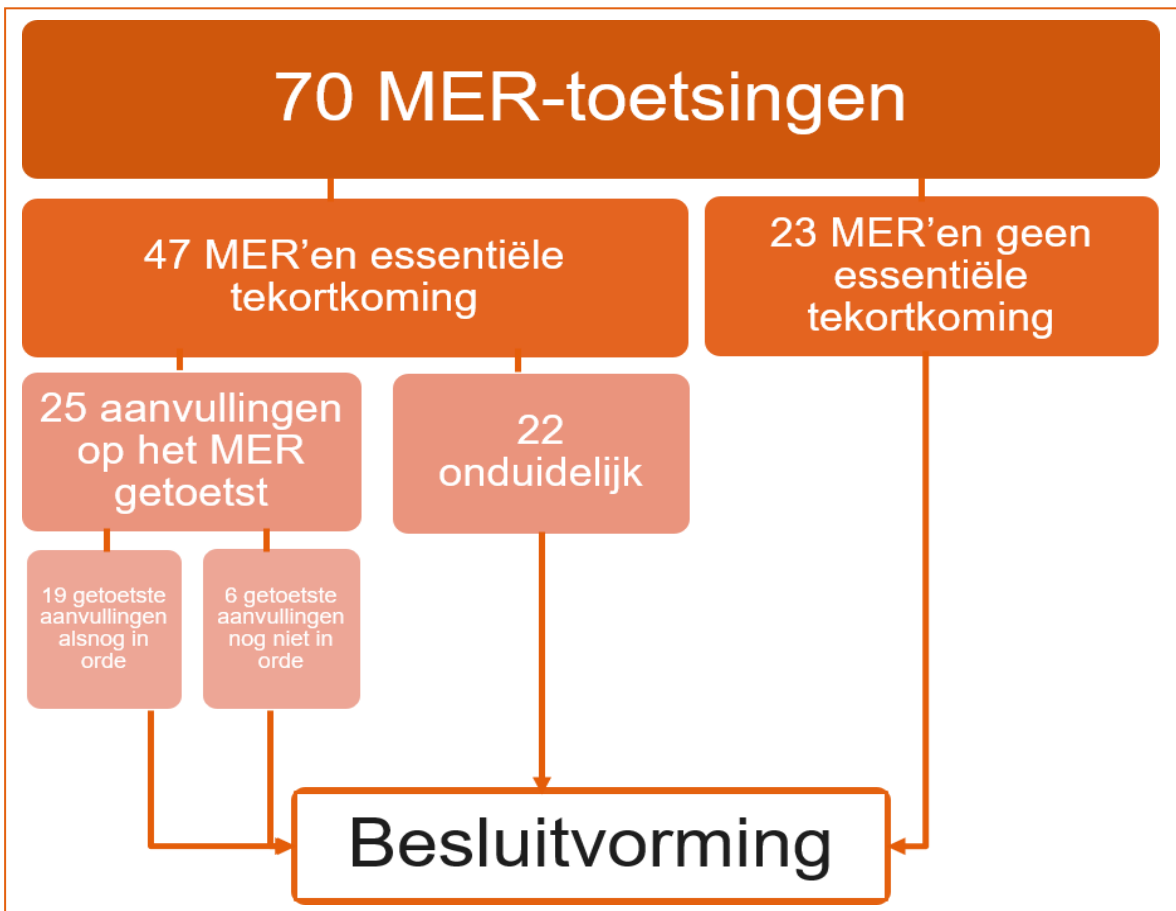 70 MER-toetsingen
47 MER’en essentiële
tekortkoming
23 MER’en geen
essentiële
tekortkoming
25 aanvullingen
op het MER
getoetst
22
onduidelijk
19 getoetste
aanvullingen
alsnog in
orde
6 getoetste
aanvullingen
nog niet in
orde
Besluitvorming